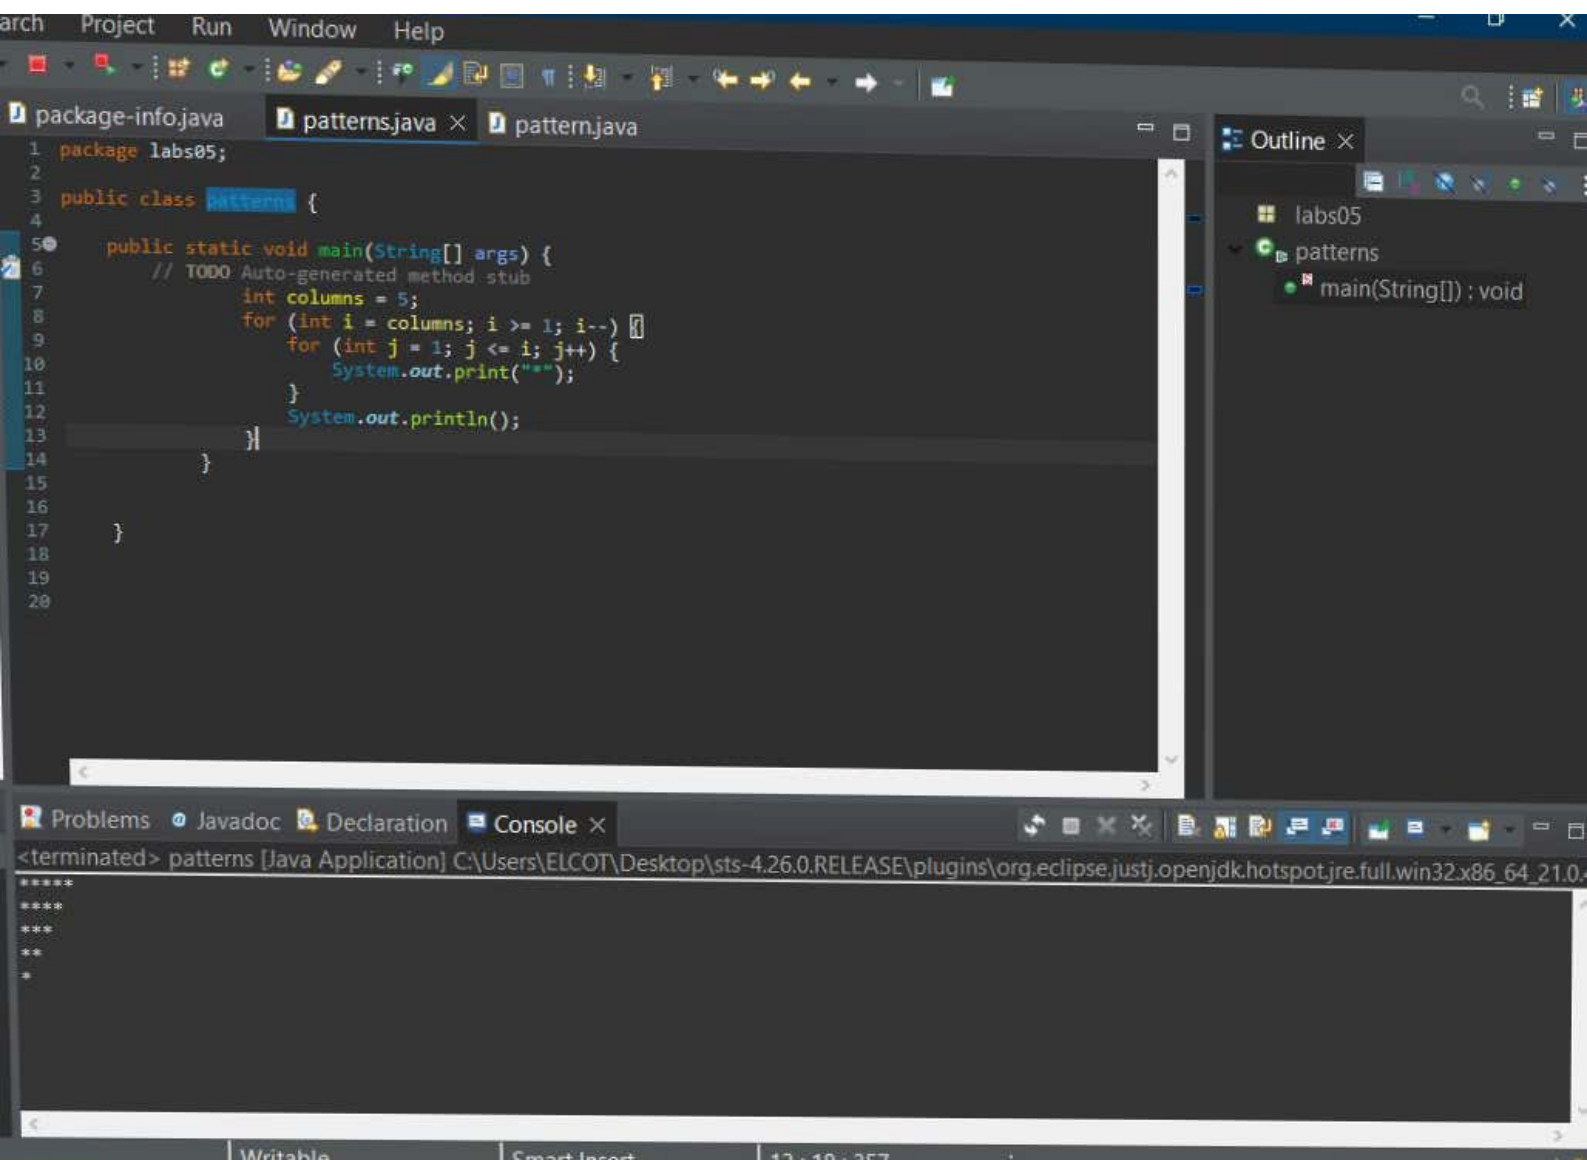 arch Project Run Window Help
package-info.java patterns.java pattern.java
Outline
1 package labs05;
2
3 public class patterns {
4
5 public static void main(String[] args) {
6 // TODO Auto-generated method stub
7 int columns = 5;
8 for (int i = columns; i >= 1; i--) {
9 for (int j = 1; j <= i; j++) {
10 System.out.print("*");
11 }
12 System.out.println();
13 }
14 }
15
16
17 }
18
19
20
labs05
patterns
main(String[]) : void
Problems Javadoc Declaration Console
<terminated> patterns [Java Application] C:\Users\ELCOT\Desktop\sts-4.26.0.RELEASE\plugins\org.eclipse.justj.openjdk.hotspot.jre.full.win32.x86_64_21.0.4
*****
****
***
**
*
Writable Smart Insert 13 : 18 : 257